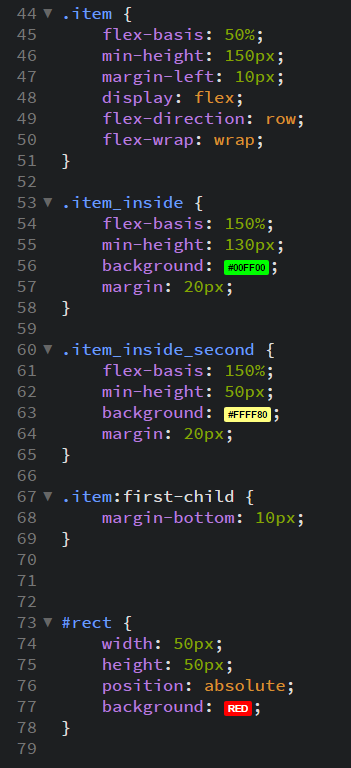 44 ▼ .item {
45 flex-basis: 50%;
46 min-height: 150px;
47 margin-left: 10px;
48 display: flex;
49 flex-direction: row;
50 flex-wrap: wrap;
51 }
52
53 ▼ .item_inside {
54 flex-basis: 150%;
55 min-height: 130px;
56 background: #00FF00;
57 margin: 20px;
58 }
59
60 ▼ .item_inside_second {
61 flex-basis: 150%;
62 min-height: 50px;
63 background: #FFFF80;
64 margin: 20px;
65 }
66
67 ▼ .item:first-child {
68 margin-bottom: 10px;
69 }
70
71
72
73 ▼ #rect {
74 width: 50px;
75 height: 50px;
76 position: absolute;
77 background: RED;
78 }
79